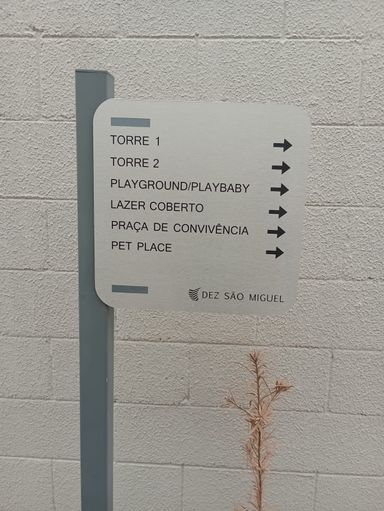 TORRE 1
TORRE 2
PLAYGROUND/PLAYBABY
LAZER COBERTO
PRAÇA DE CONVIVÊNCIA
PET PLACE
DEZ SÃO MIGUEL